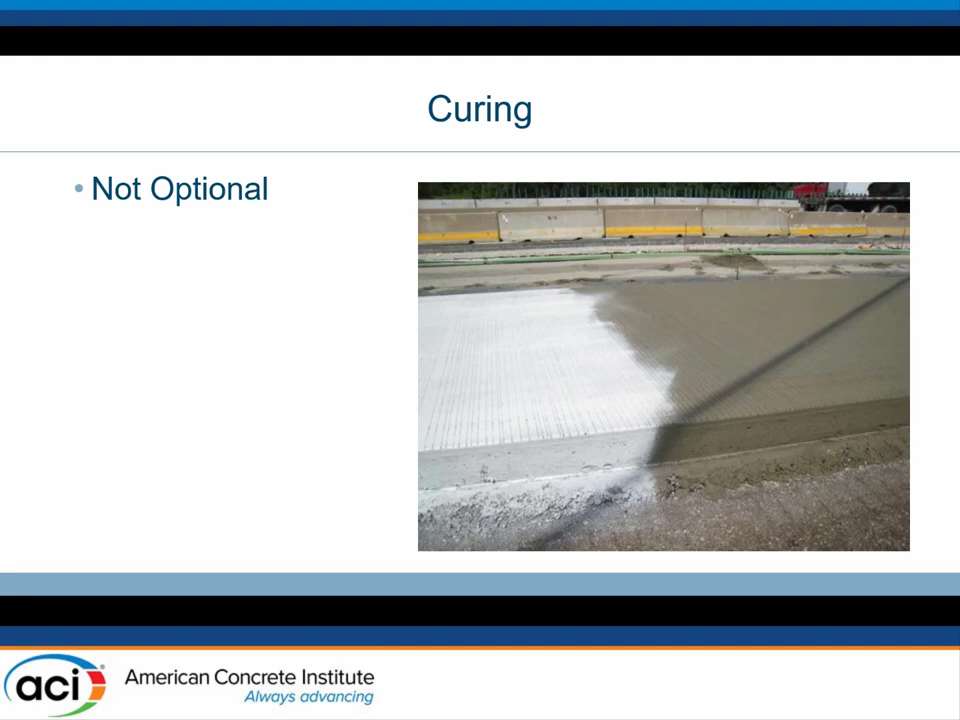 Curing
• Not Optional
aci
American Concrete Institute
Always advancing